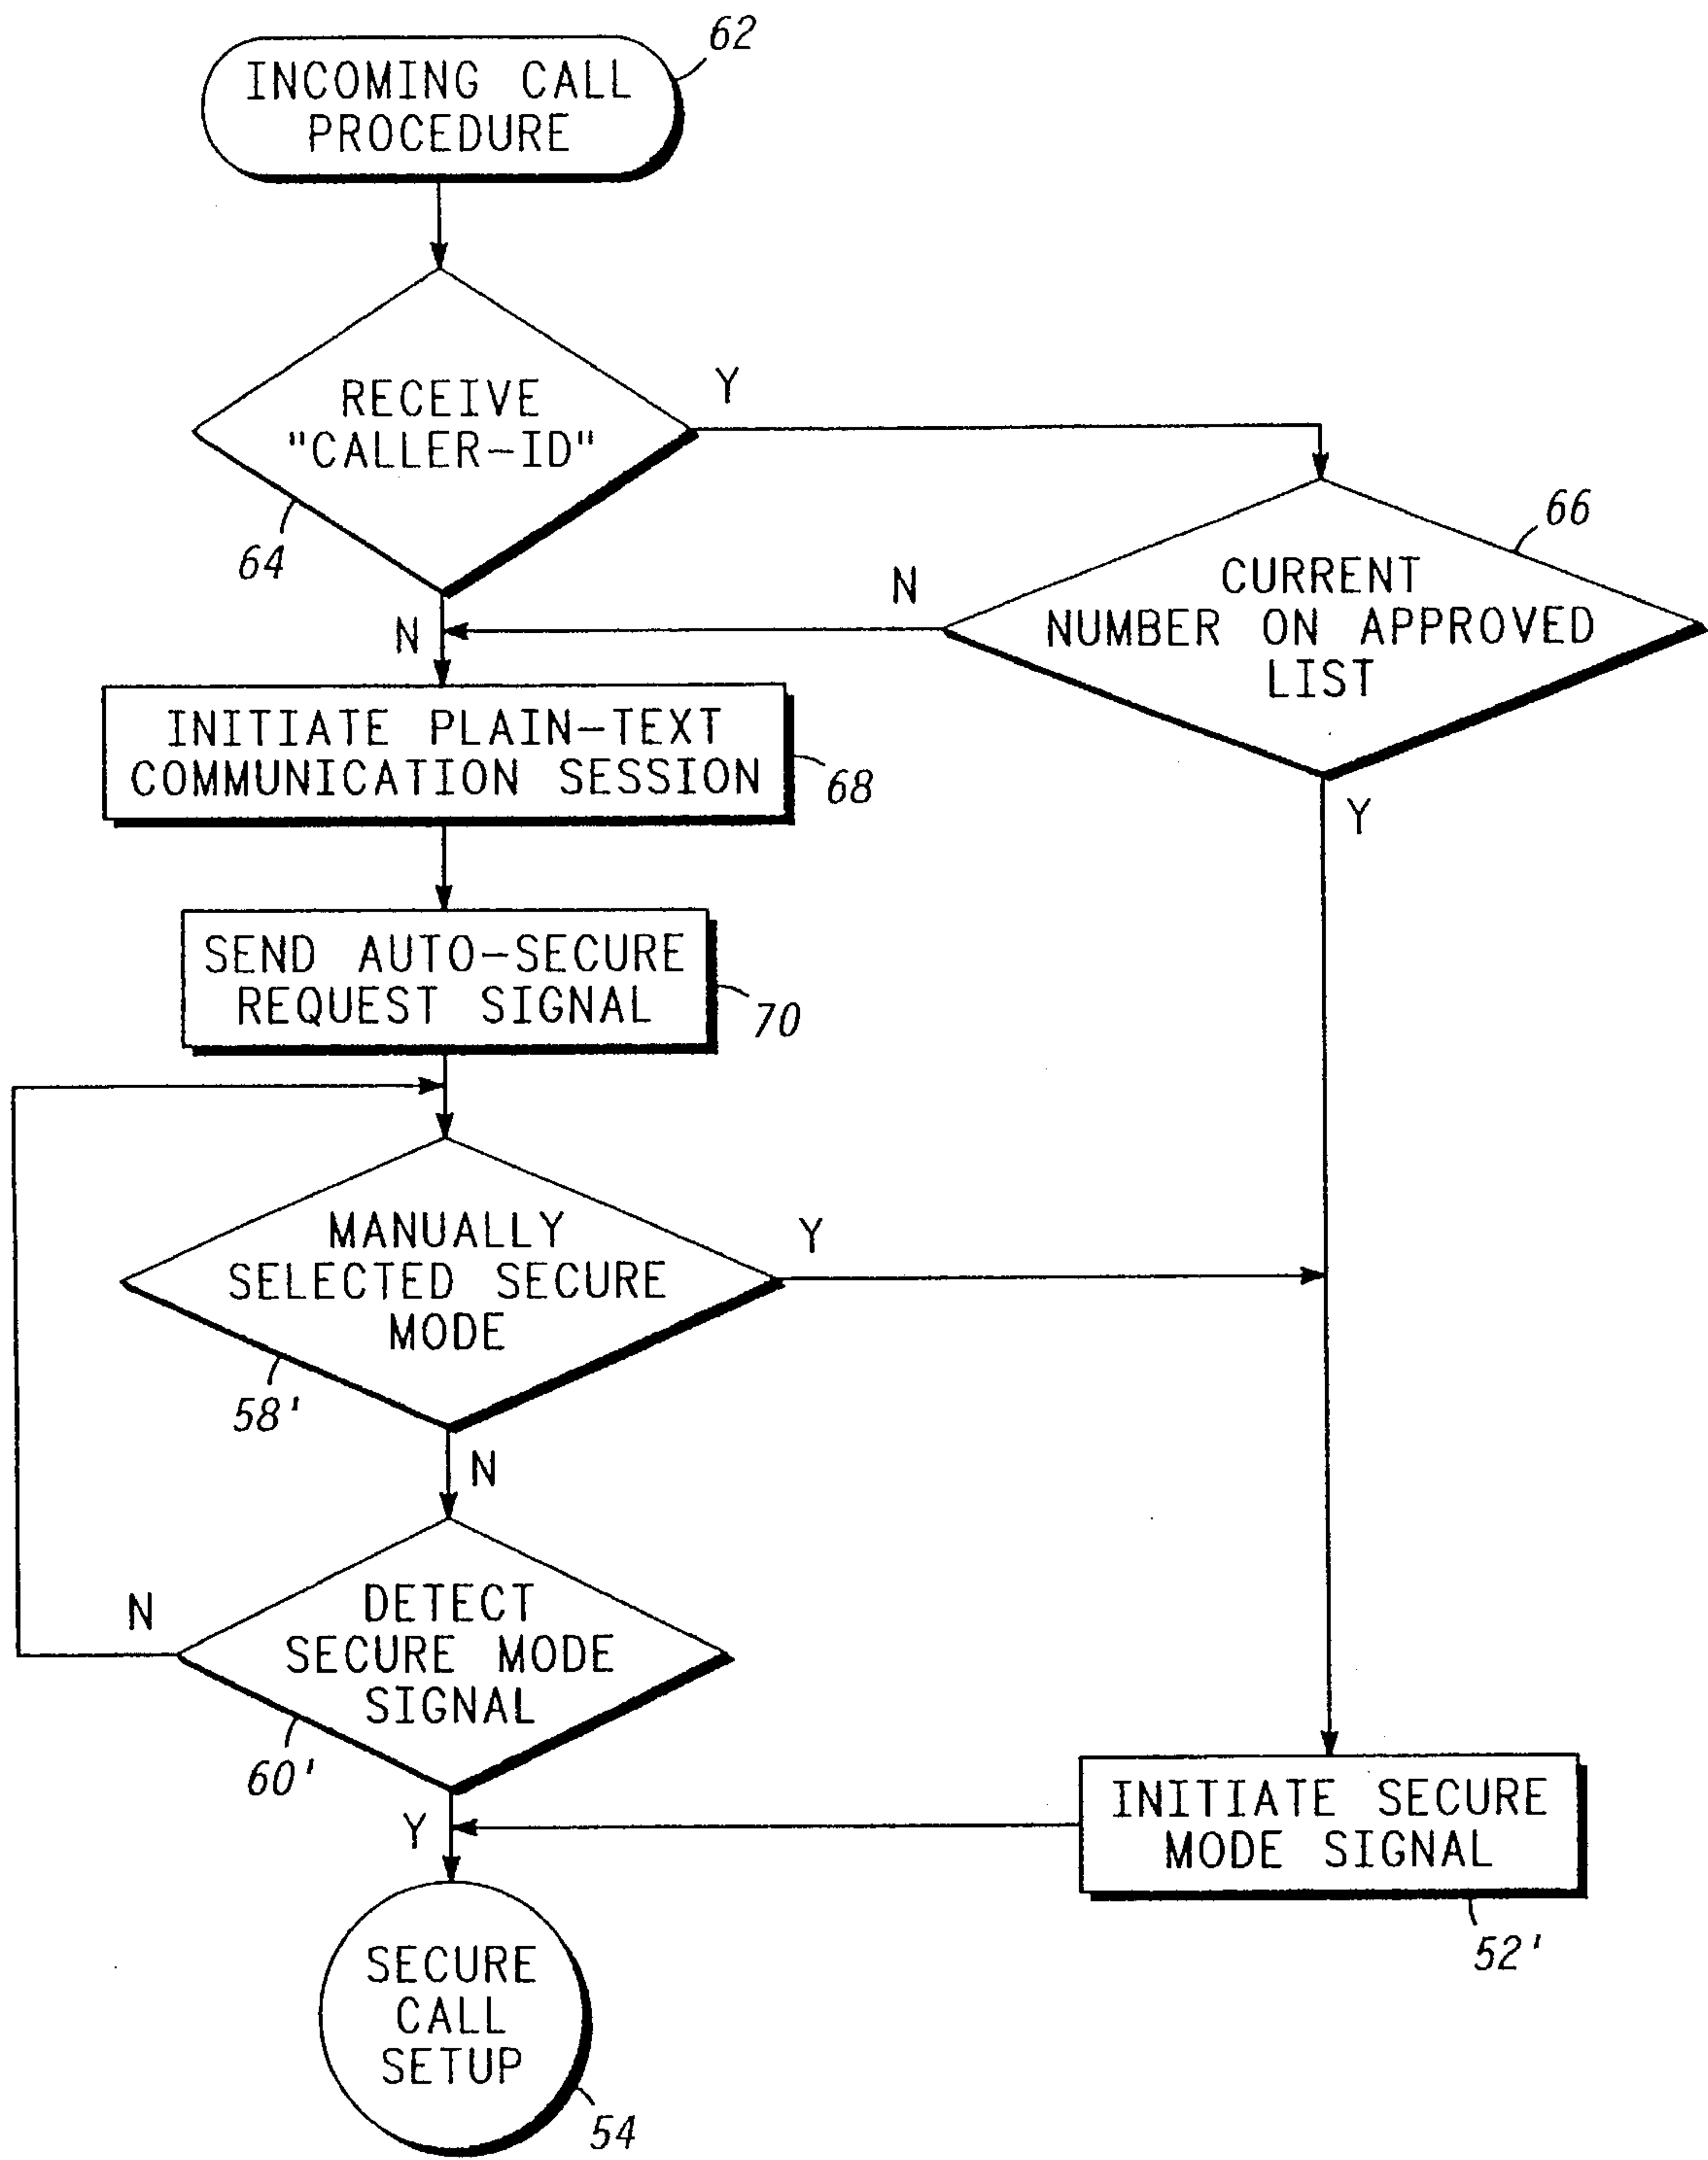 62
INCOMING CALL
PROCEDURE
RECEIVE
"CALLER-ID"
Y
64
66
CURRENT
NUMBER ON APPROVED
LIST
N
N
Y
INITIATE PLAIN-TEXT
COMMUNICATION SESSION
68
SEND AUTO-SECURE
REQUEST SIGNAL
70
MANUALLY
SELECTED SECURE
MODE
Y
58'
N
DETECT
SECURE MODE
SIGNAL
N
60'
Y
INITIATE SECURE
MODE SIGNAL
52'
SECURE
CALL
SETUP
54